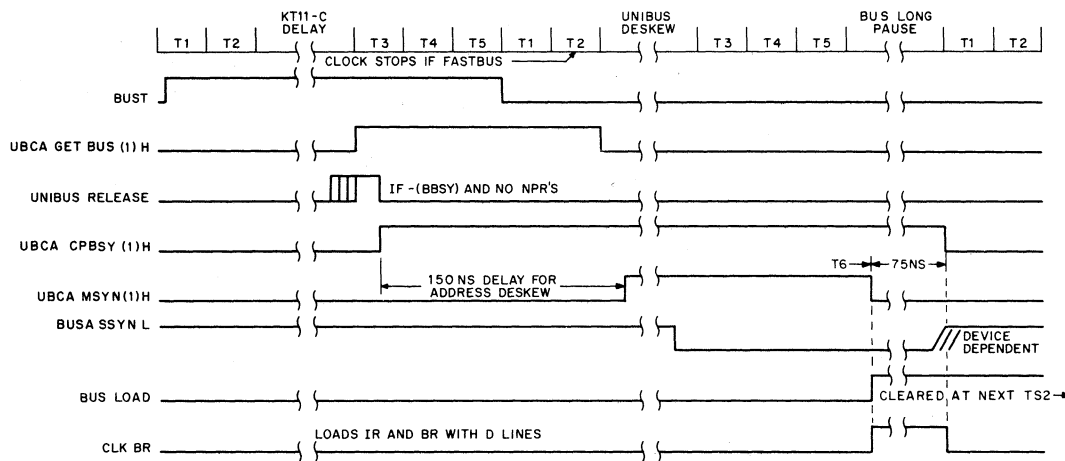 KT11-C
DELAY
UNIBUS
DESKEW
BUS LONG
PAUSE
T1 T2 T3 T4 T5 T1 T2 T3 T4 T5 T1 T2
CLOCK STOPS IF FASTBUS
BUST
UBCA GET BUS (1) H
UNIBUS RELEASE
IF -(BBSY) AND NO NPR'S
UBCA CPBSY (1) H
T6 75NS
150 NS DELAY FOR
ADDRESS DESKEW
UBCA MSYN(1)H
BUSA SSYN L
DEVICE
DEPENDENT
BUS LOAD
CLEARED AT NEXT TS2
LOADS IR AND BR WITH D LINES
CLK BR